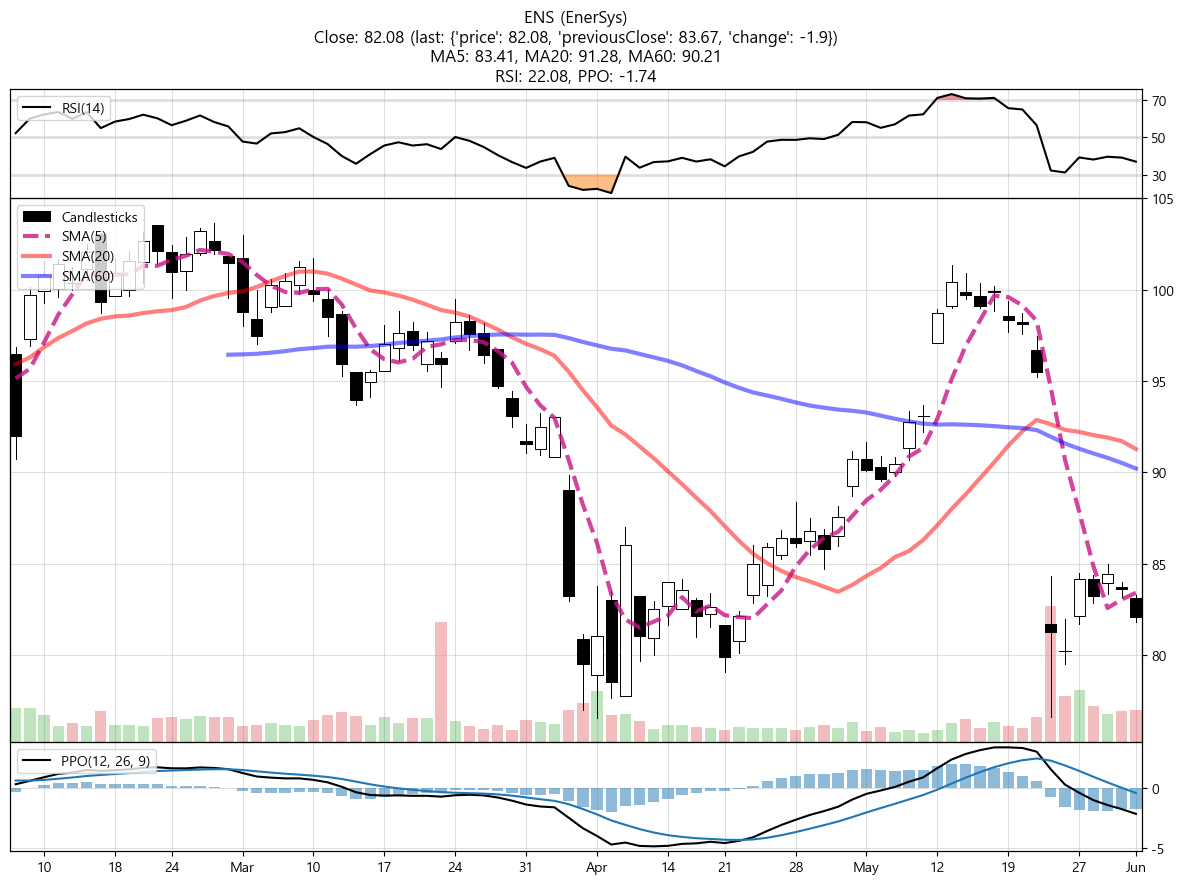 ENS (EnerSys)
Close: 82.08 (last: {'price': 82.08, 'previousClose': 83.67, 'change': -1.9})
MA5: 83.41, MA20: 91.28, MA60: 90.21
RSI: 22.08, PPO: -1.74
RSI(14)
70
50
30
105
Candlesticks
SMA(5)
SMA(20)
SMA(60)
100
95
90
85
80
PPO(12, 26, 9)
0
-5
10 18 24 Mar 10 17 24 31 Apr 14 21 28 May 12 19 27 Jun